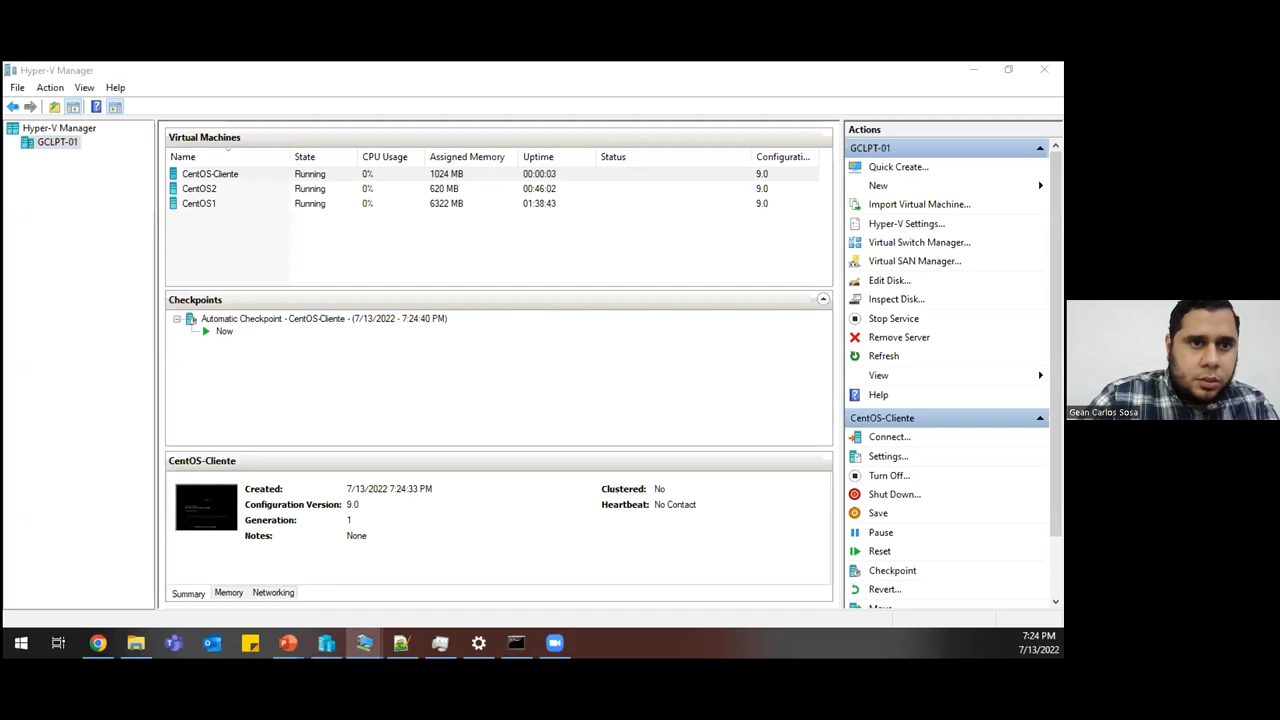 Hyper-V Manager
File Action View Help
Hyper-V Manager
GCLPT-01
Virtual Machines
Name State CPU Usage Assigned Memory Uptime Status Configurati...
CentOS-Cliente Running 0% 1024 MB 00:00:03 9.0
CentOS2 Running 0% 620 MB 00:46:02 9.0
CentOS1 Running 0% 6322 MB 01:38:43 9.0
Checkpoints
Automatic Checkpoint - CentOS-Cliente - (7/13/2022 - 7:24:40 PM)
Now
CentOS-Cliente
Created: 7/13/2022 7:24:33 PM Clustered: No
Configuration Version: 9.0 Heartbeat: No Contact
Generation: 1
Notes: None
Summary Memory Networking
Actions
GCLPT-01
Quick Create...
New
Import Virtual Machine...
Hyper-V Settings...
Virtual Switch Manager...
Virtual SAN Manager...
Edit Disk...
Inspect Disk...
Stop Service
Remove Server
Refresh
View
Help
CentOS-Cliente
Connect...
Settings...
Turn Off...
Shut Down...
Save
Pause
Reset
Checkpoint
Revert...
7:24 PM
7/13/2022
Gean Carlos Sosa